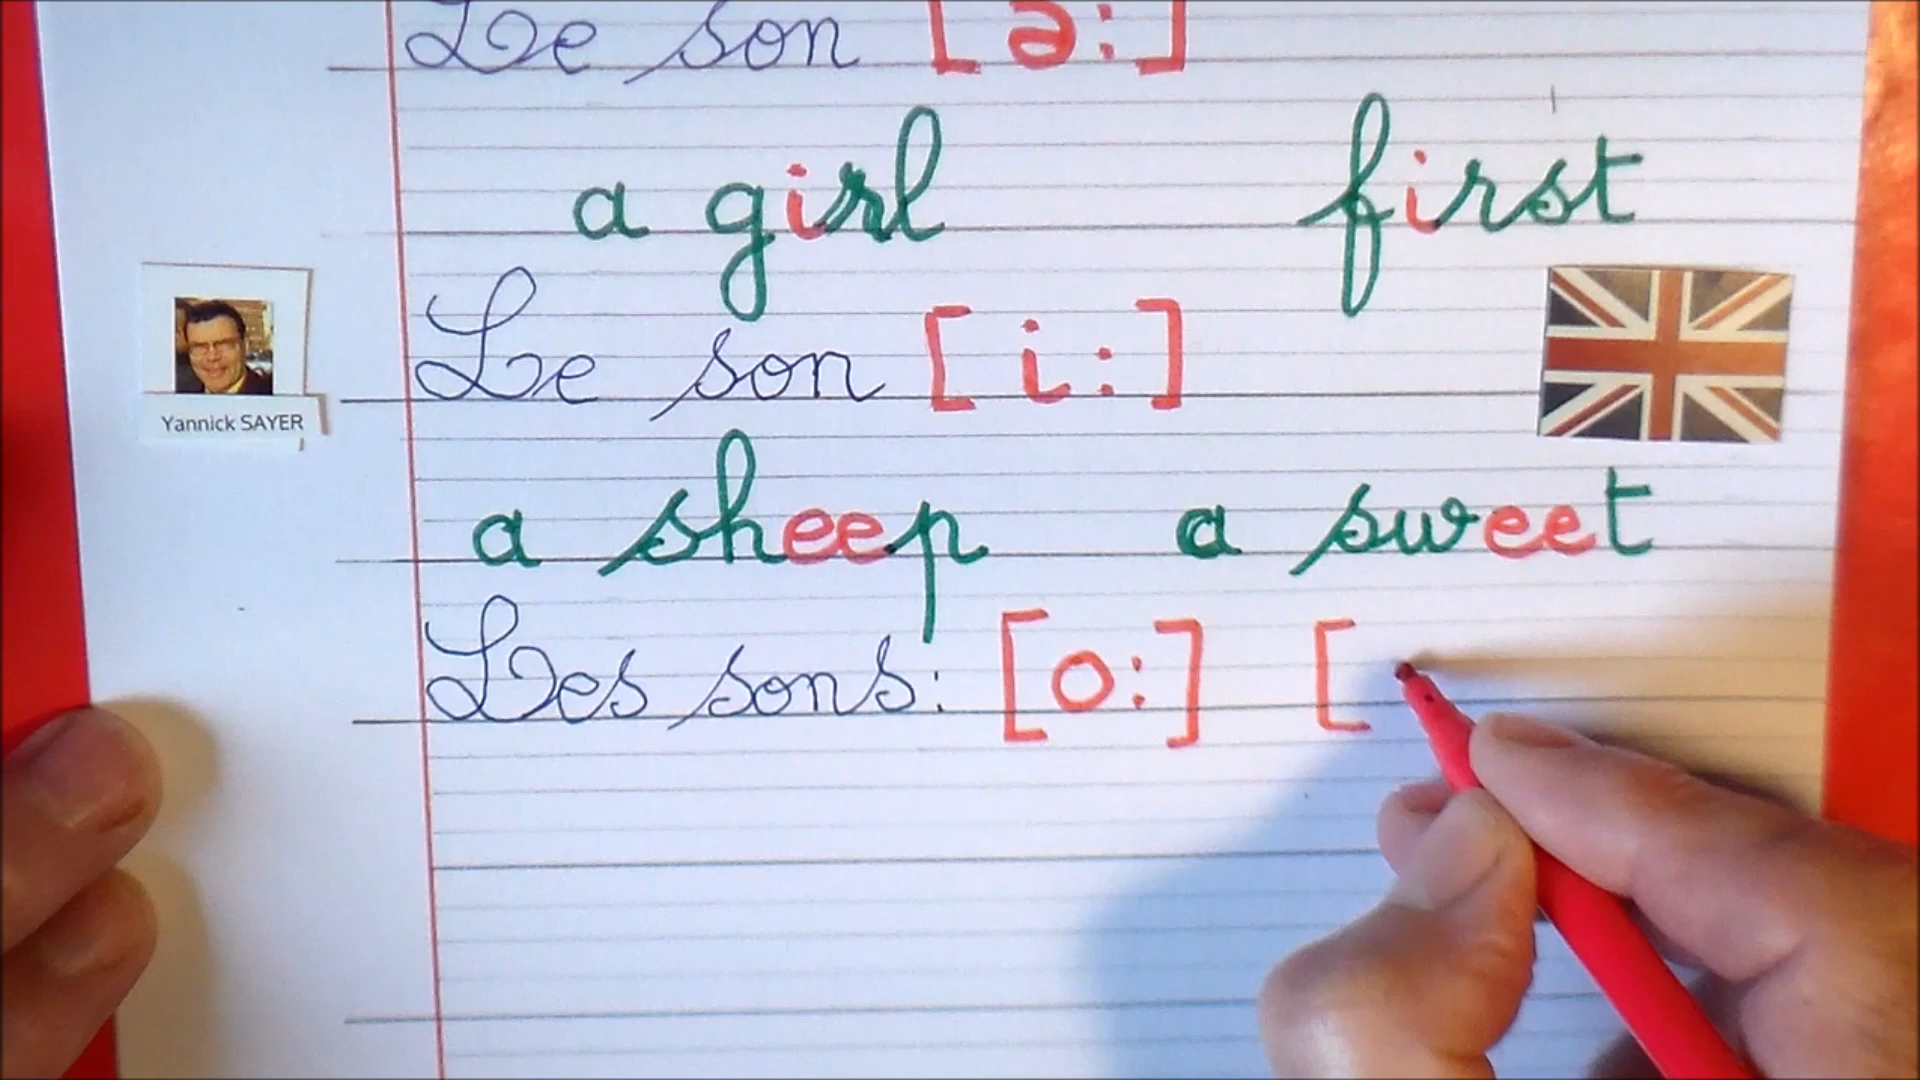 Le son [ə:]
a girl first
Le son [i:]
Yannick SAYER
a sheep a sweet
Les sons: [o:] [